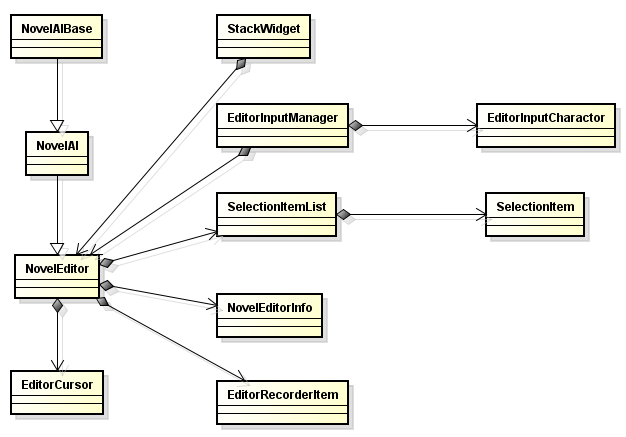 NovelAIBase
StackWidget
EditorInputManager
EditorInputCharactor
NovelAI
SelectionItemList
SelectionItem
NovelEditor
NovelEditorInfo
EditorCursor
EditorRecorderItem